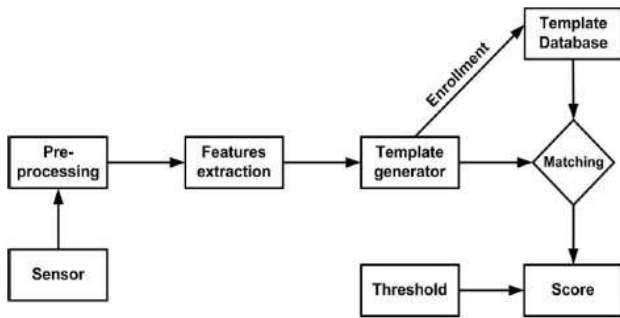 Template
Database
Enrollment
Pre-
processing
Features
extraction
Template
generator
Matching
Sensor
Threshold
Score